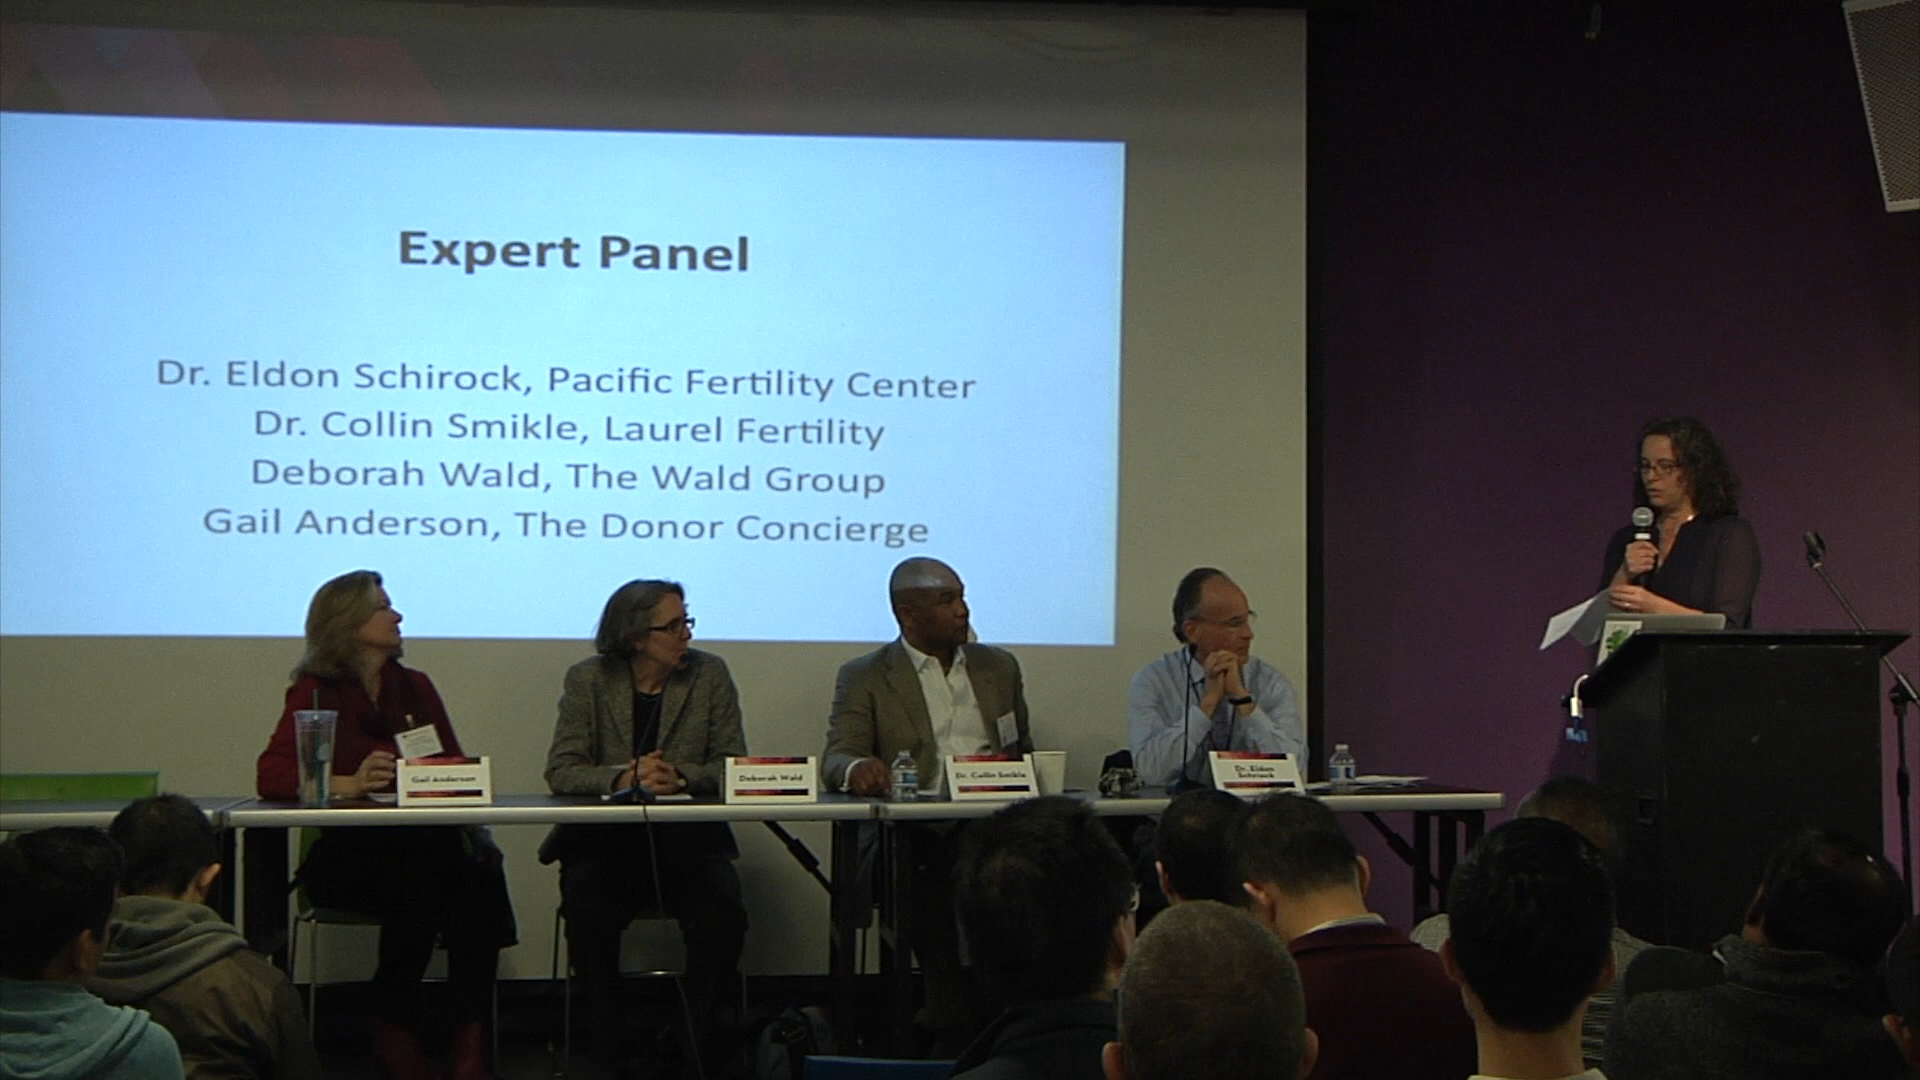 Expert Panel
Dr. Eldon Schirock, Pacific Fertility Center
Dr. Collin Smikle, Laurel Fertility
Deborah Wald, The Wald Group
Gail Anderson, The Donor Concierge
Gail Anderson
Deborah Wald
Dr. Collin Smikle
Dr. Eldon
Schriock